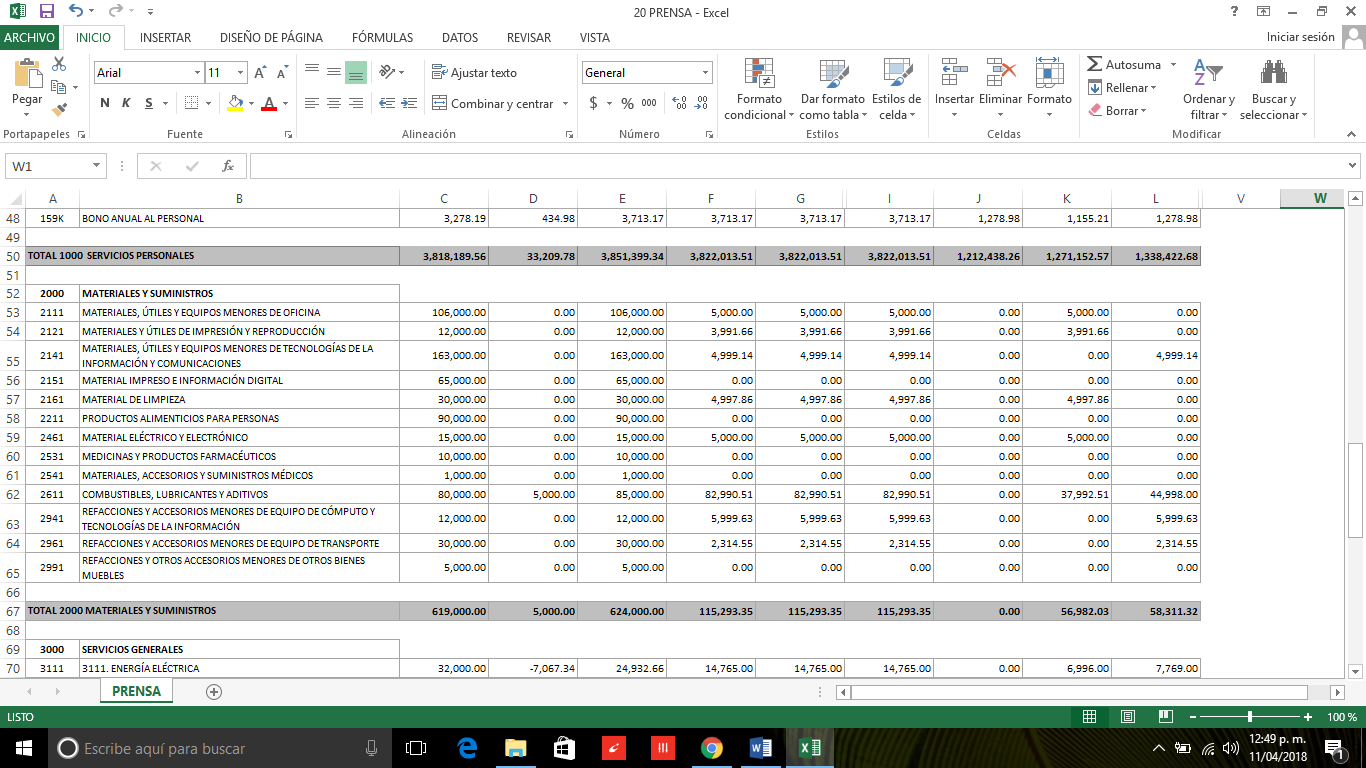 20 PRENSA - Excel
?
ARCHIVO INICIO INSERTAR DISEÑO DE PÁGINA FÓRMULAS DATOS REVISAR VISTA Iniciar sesión
Pegar
Portapapeles
Arial 11
N K S
Fuente
Ajustar texto
Combinar y centrar
Alineación
General
$ % 000
Número
Formato condicional
Dar formato como tabla
Estilos de celda
Estilos
Insertar Eliminar Formato
Celdas
Autosuma
Rellenar
Borrar
Ordenar y filtrar
Buscar y seleccionar
Modificar
W1 fx
A B C D E F G I J K L V W
48 159K BONO ANUAL AL PERSONAL 3,278.19 434.98 3,713.17 3,713.17 3,713.17 3,713.17 1,278.98 1,155.21 1,278.98
49
50 TOTAL 1000 SERVICIOS PERSONALES 3,818,189.56 33,209.78 3,851,399.34 3,822,013.51 3,822,013.51 3,822,013.51 1,212,438.26 1,271,152.57 1,338,422.68
51
52 2000 MATERIALES Y SUMINISTROS
53 2111 MATERIALES, ÚTILES Y EQUIPOS MENORES DE OFICINA 106,000.00 0.00 106,000.00 5,000.00 5,000.00 5,000.00 0.00 5,000.00 0.00
54 2121 MATERIALES Y ÚTILES DE IMPRESIÓN Y REPRODUCCIÓN 12,000.00 0.00 12,000.00 3,991.66 3,991.66 3,991.66 0.00 3,991.66 0.00
55 2141 MATERIALES, ÚTILES Y EQUIPOS MENORES DE TECNOLOGÍAS DE LA
INFORMACIÓN Y COMUNICACIONES 163,000.00 0.00 163,000.00 4,999.14 4,999.14 4,999.14 0.00 0.00 4,999.14
56 2151 MATERIAL IMPRESO E INFORMACIÓN DIGITAL 65,000.00 0.00 65,000.00 0.00 0.00 0.00 0.00 0.00 0.00
57 2161 MATERIAL DE LIMPIEZA 30,000.00 0.00 30,000.00 4,997.86 4,997.86 4,997.86 0.00 4,997.86 0.00
58 2211 PRODUCTOS ALIMENTICIOS PARA PERSONAS 90,000.00 0.00 90,000.00 0.00 0.00 0.00 0.00 0.00 0.00
59 2461 MATERIAL ELÉCTRICO Y ELECTRÓNICO 15,000.00 0.00 15,000.00 5,000.00 5,000.00 5,000.00 0.00 5,000.00 0.00
60 2531 MEDICINAS Y PRODUCTOS FARMACÉUTICOS 10,000.00 0.00 10,000.00 0.00 0.00 0.00 0.00 0.00 0.00
61 2541 MATERIALES, ACCESORIOS Y SUMINISTROS MÉDICOS 1,000.00 0.00 1,000.00 0.00 0.00 0.00 0.00 0.00 0.00
62 2611 COMBUSTIBLES, LUBRICANTES Y ADITIVOS 80,000.00 5,000.00 85,000.00 82,990.51 82,990.51 82,990.51 0.00 37,992.51 44,998.00
63 2941 REFACCIONES Y ACCESORIOS MENORES DE EQUIPO DE CÓMPUTO Y
TECNOLOGÍAS DE LA INFORMACIÓN 12,000.00 0.00 12,000.00 5,999.63 5,999.63 5,999.63 0.00 0.00 5,999.63
64 2961 REFACCIONES Y ACCESORIOS MENORES DE EQUIPO DE TRANSPORTE 30,000.00 0.00 30,000.00 2,314.55 2,314.55 2,314.55 0.00 0.00 2,314.55
65 2991 REFACCIONES Y OTROS ACCESORIOS MENORES DE OTROS BIENES
MUEBLES 5,000.00 0.00 5,000.00 0.00 0.00 0.00 0.00 0.00 0.00
66
67 TOTAL 2000 MATERIALES Y SUMINISTROS 619,000.00 5,000.00 624,000.00 115,293.35 115,293.35 115,293.35 0.00 56,982.03 58,311.32
68
69 3000 SERVICIOS GENERALES
70 3111 3111. ENERGÍA ELÉCTRICA 32,000.00 -7,067.34 24,932.66 14,765.00 14,765.00 14,765.00 0.00 6,996.00 7,769.00
PRENSA
LISTO 100 %
Escribe aquí para buscar
12:49 p. m.
11/04/2018
1